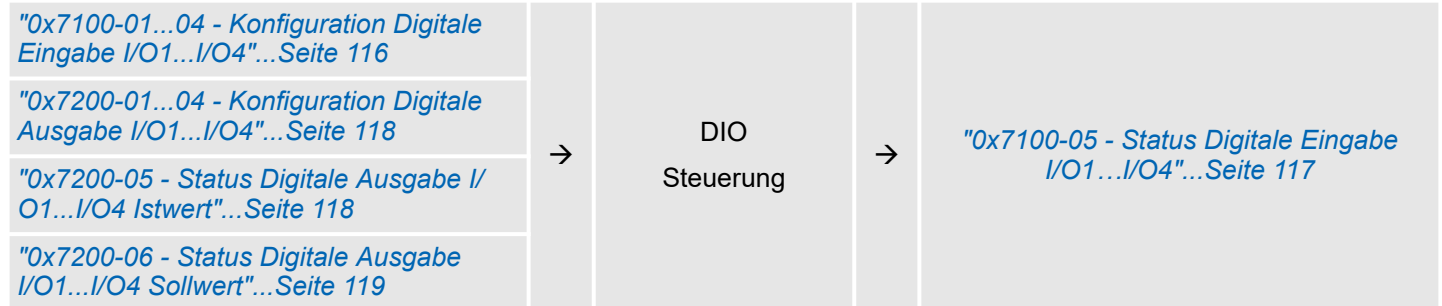 "0x7100-01...04 - Konfiguration Digitale
Eingabe I/O1...I/O4"...Seite 116
"0x7200-01...04 - Konfiguration Digitale
Ausgabe I/O1...I/O4"...Seite 118
"0x7200-05 - Status Digitale Ausgabe I/
O1...I/O4 Istwert"...Seite 118
"0x7200-06 - Status Digitale Ausgabe
I/O1...I/O4 Sollwert"...Seite 119
→
DIO
Steuerung
→
"0x7100-05 - Status Digitale Eingabe
I/O1…I/O4"...Seite 117